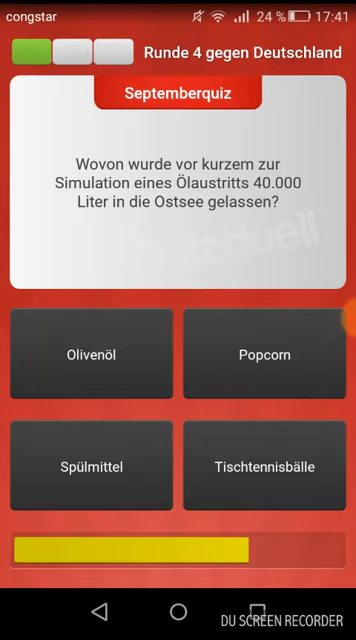 congstar 24 % 17:41
Runde 4 gegen Deutschland
Septemberquiz
Wovon wurde vor kurzem zur
Simulation eines Ölaustritts 40.000
Liter in die Ostsee gelassen?
quizduell
Olivenöl
Popcorn
Spülmittel
Tischtennisbälle
DU SCREEN RECORDER